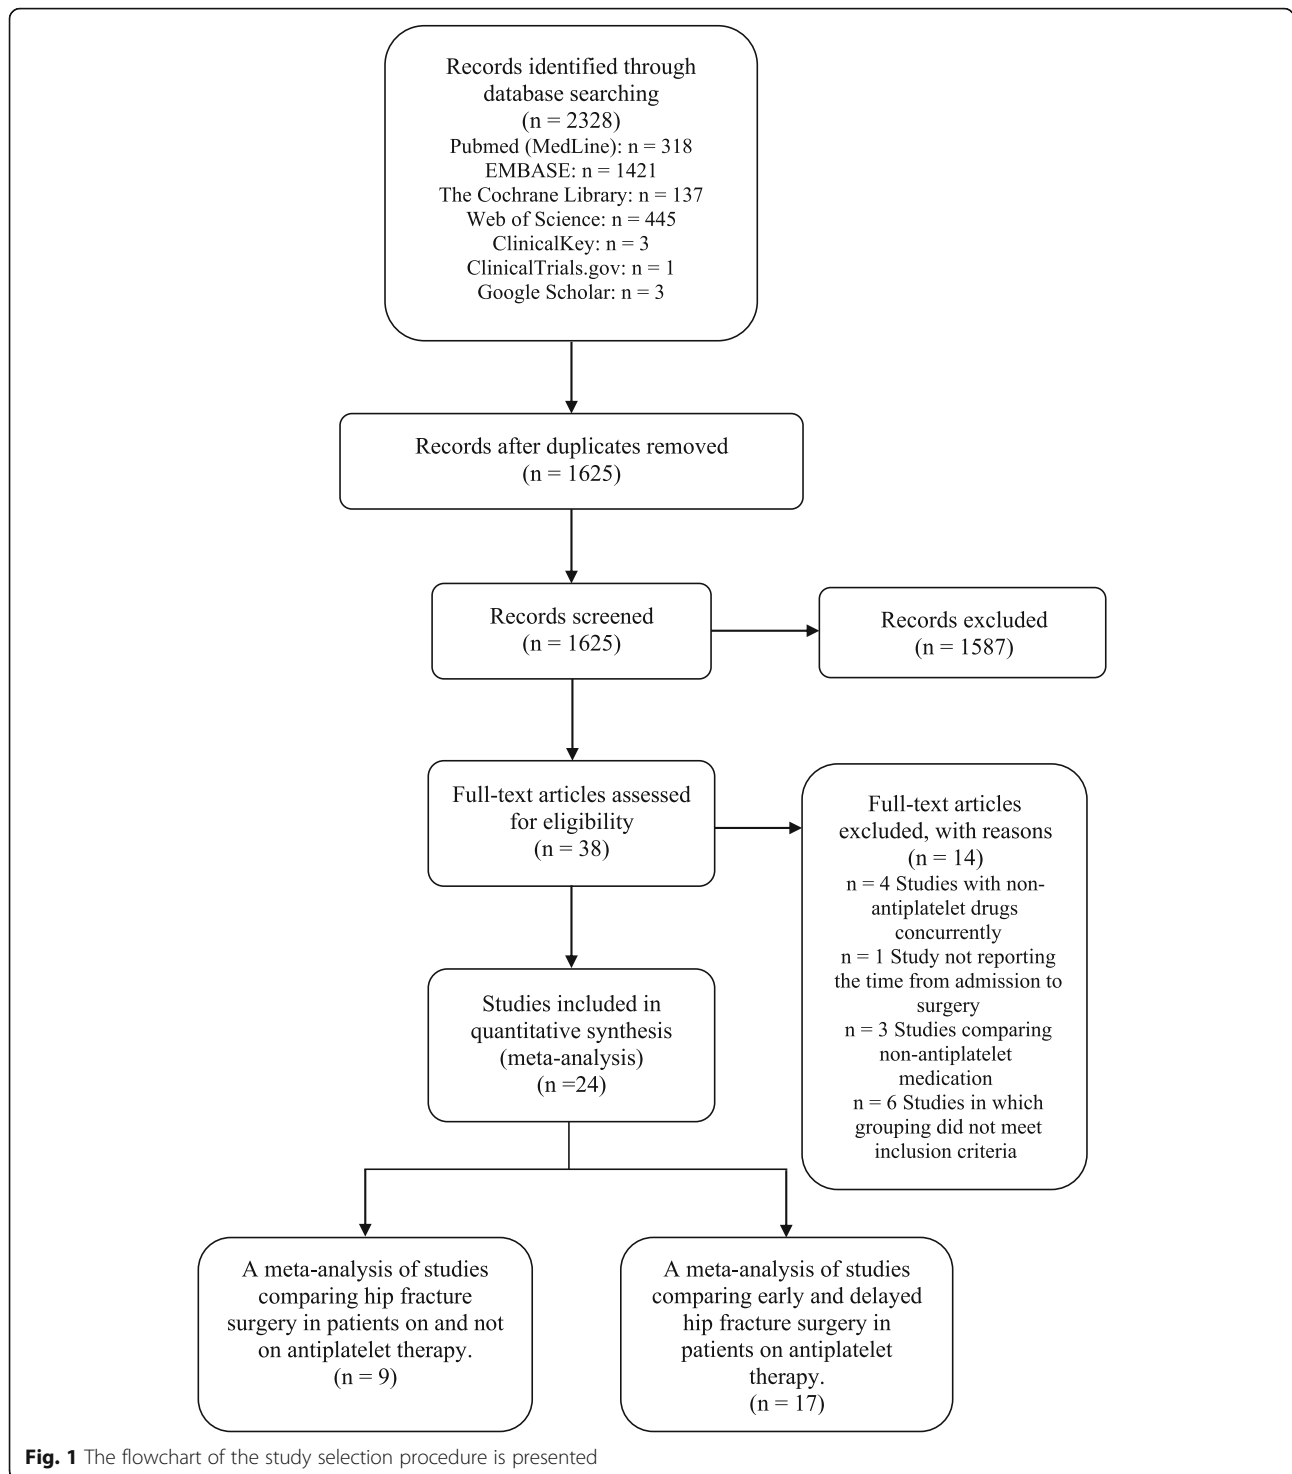 Records identified through
database searching
(n = 2328)
Pubmed (MedLine): n = 318
EMBASE: n = 1421
The Cochrane Library: n = 137
Web of Science: n = 445
ClinicalKey: n = 3
ClinicalTrials.gov: n = 1
Google Scholar: n = 3
Records after duplicates removed
(n = 1625)
Records screened
(n = 1625)
Records excluded
(n = 1587)
Full-text articles assessed
for eligibility
(n = 38)
Full-text articles
excluded, with reasons
(n = 14)
n = 4 Studies with non-
antiplatelet drugs
concurrently
n = 1 Study not reporting
the time from admission to
surgery
n = 3 Studies comparing
non-antiplatelet
medication
n = 6 Studies in which
grouping did not meet
inclusion criteria
Studies included in
quantitative synthesis
(meta-analysis)
(n =24)
A meta-analysis of studies
comparing hip fracture
surgery in patients on and not
on antiplatelet therapy.
(n = 9)
A meta-analysis of studies
comparing early and delayed
hip fracture surgery in
patients on antiplatelet
therapy.
(n = 17)
Fig. 1 The flowchart of the study selection procedure is presented